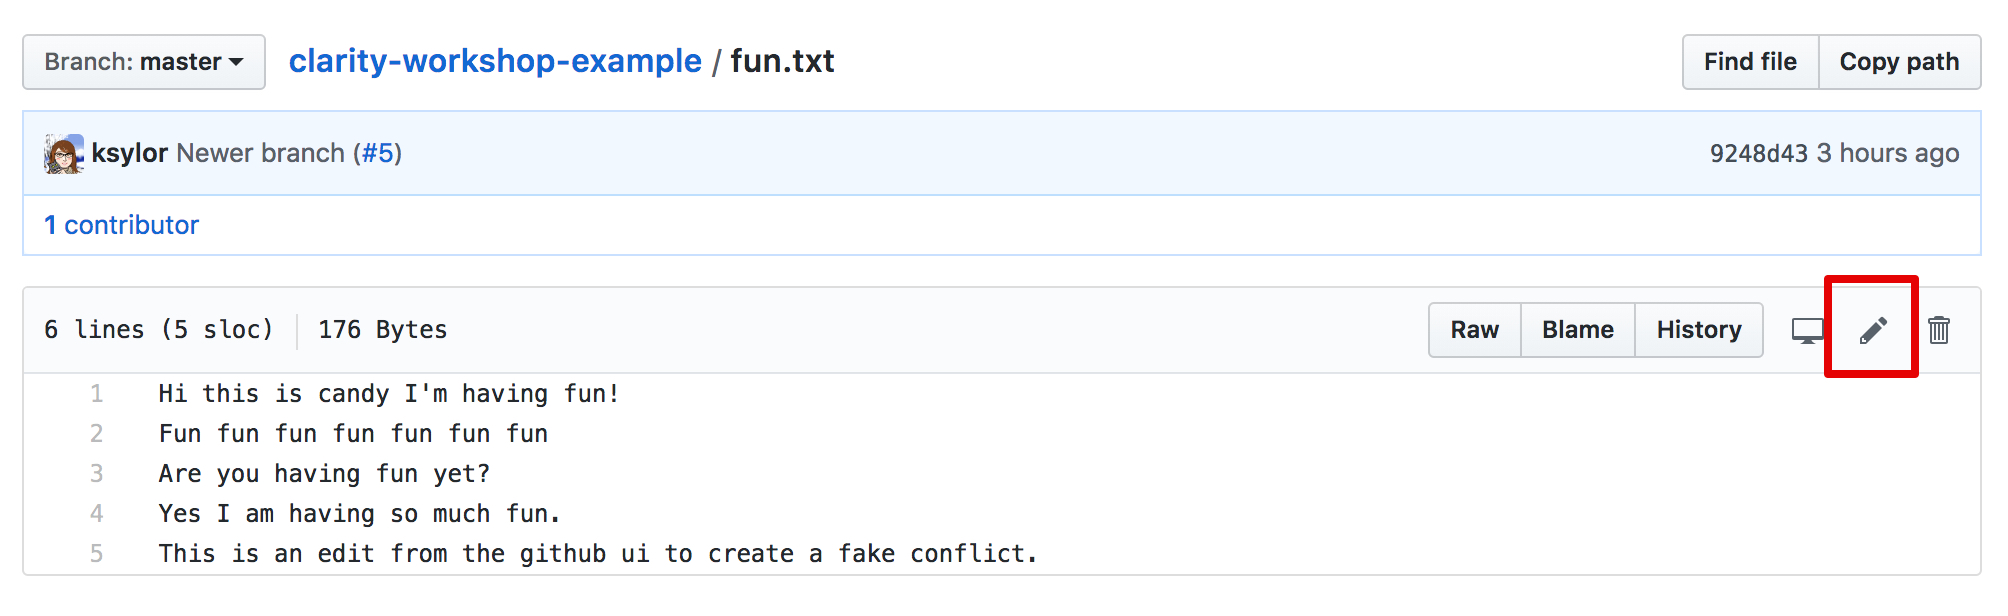 Branch: master clarity-workshop-example / fun.txt Find file Copy path
ksylor Newer branch (#5) 9248d43 3 hours ago
1 contributor
6 lines (5 sloc) 176 Bytes Raw Blame History
1 Hi this is candy I'm having fun!
2 Fun fun fun fun fun fun fun
3 Are you having fun yet?
4 Yes I am having so much fun.
5 This is an edit from the github ui to create a fake conflict.